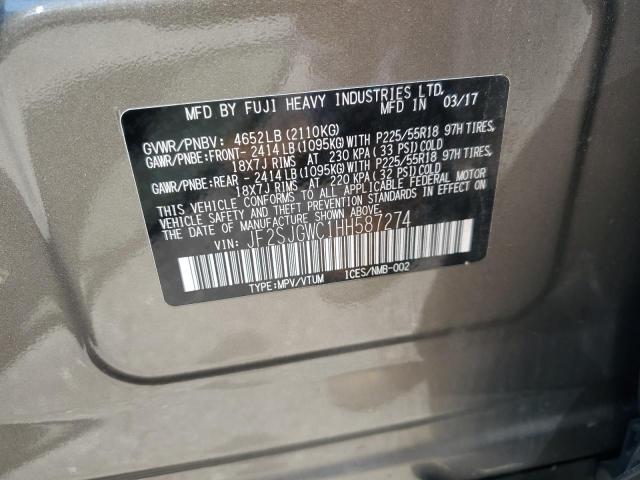 MFD BY FUJI HEAVY INDUSTRIES LTD.
MFD IN 03/17
GVWR/PNBV: 4652LB(2110KG)
GAWR/PNBE:FRONT- 2414LB(1095KG)WITH P225/55R18 97H TIRES,
18X7J RIMS AT 230 KPA(33 PSI)COLD
GAWR/PNBE:REAR - 2414LB(1095KG)WITH P225/55R18 97H TIRES,
18X7J RIMS AT 220 KPA(32 PSI)COLD
THIS VEHICLE CONFORMS TO ALL APPLICABLE FEDERAL MOTOR
VEHICLE SAFETY AND THEFT PREVENTION STANDARDS IN EFFECT
ON THE DATE OF MANUFACTURE SHOWN ABOVE.
VIN: JF2SJGWC1HH587274
TYPE:MPV/VTUM ICES/NMB-002